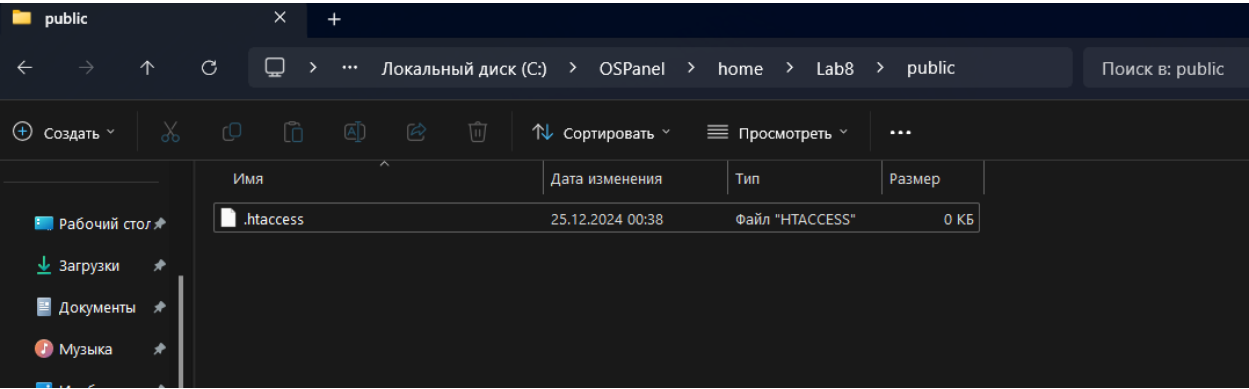 public
Локальный диск (C:) > OSPanel > home > Lab8 > public
Поиск в: public
Создать
Сортировать
Просмотреть
Имя
Дата изменения
Тип
Размер
Рабочий стол
.htaccess
25.12.2024 00:38
Файл "HTACCESS"
0 КБ
Загрузки
Документы
Музыка